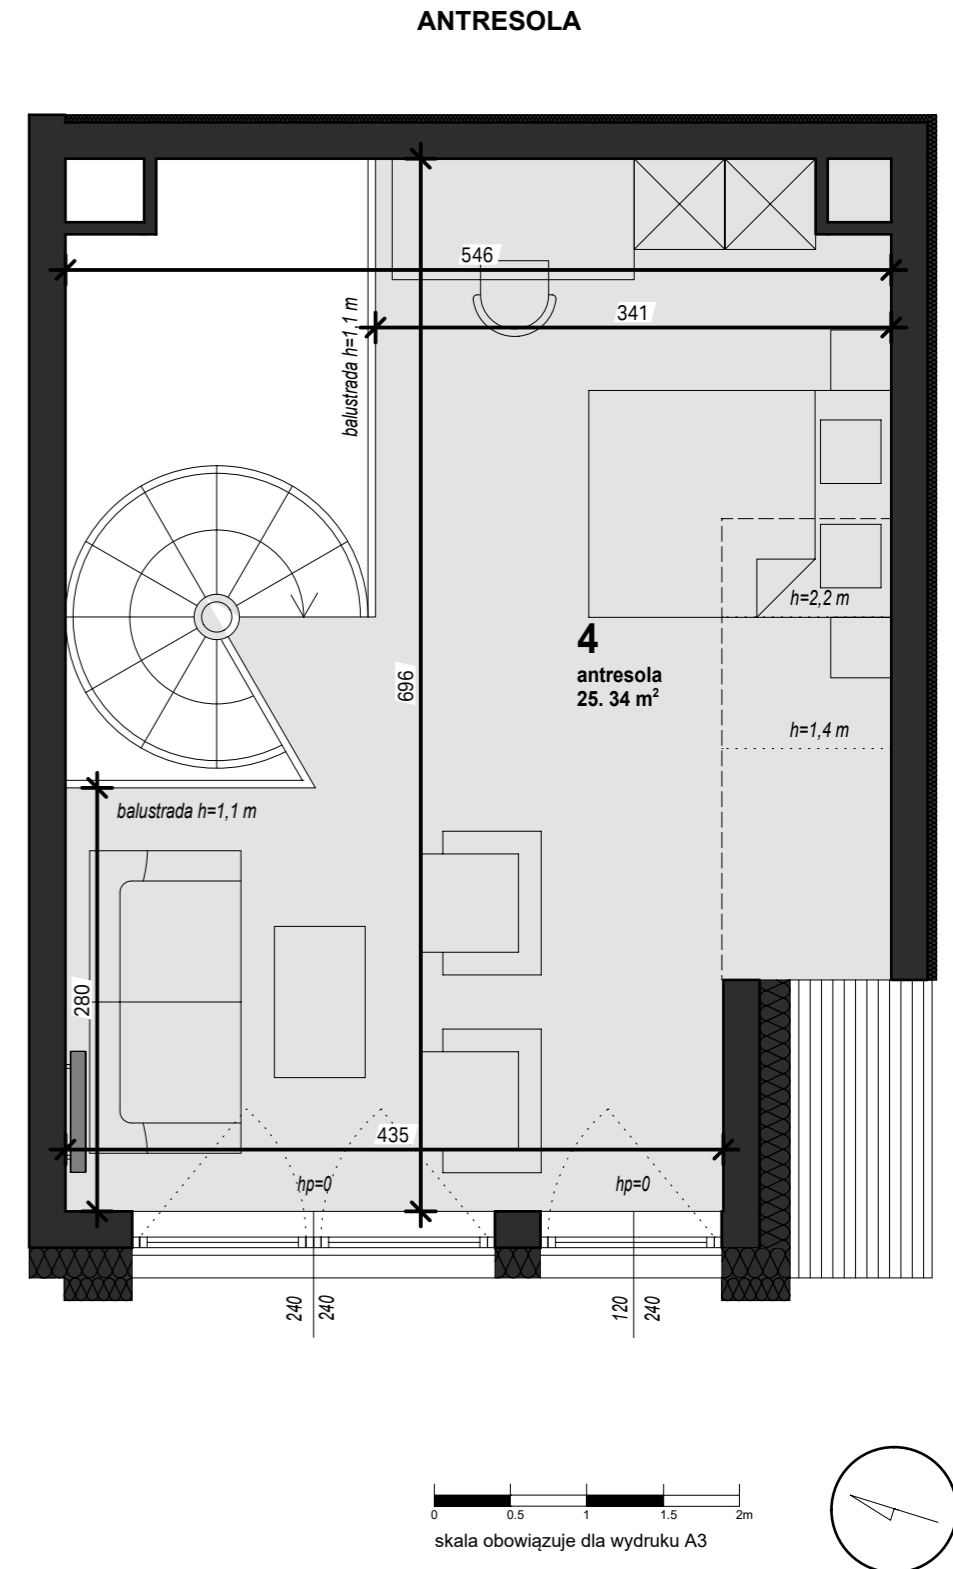 ANTRESOLA
546
341
balustrada h=1,1 m
h=2,2 m
4
antresola
25. 34 m²
696
h=1,4 m
balustrada h=1,1 m
280
435
hp=0
hp=0
240
240
120
240
0 0.5 1 1.5 2m
skala obowiązuje dla wydruku A3